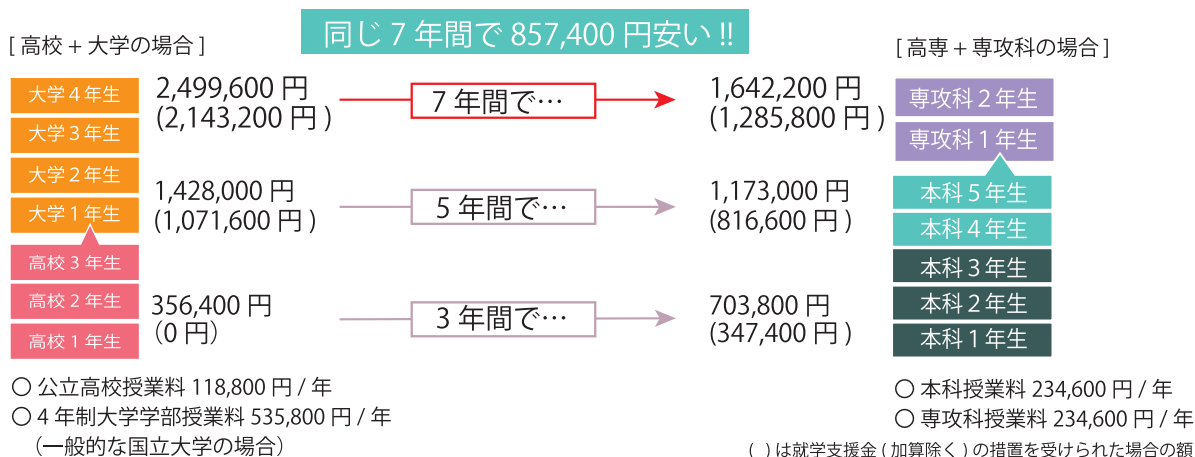 同じ 7 年間で 857,400 円安い !!
[ 高校 + 大学の場合 ]
[ 高専 + 専攻科の場合 ]
大学 4 年生
大学 3 年生
大学 2 年生
大学 1 年生
高校 3 年生
高校 2 年生
高校 1 年生
2,499,600 円
(2,143,200 円 )
7 年間で…
1,642,200 円
(1,285,800 円 )
1,428,000 円
(1,071,600 円 )
5 年間で…
1,173,000 円
(816,600 円 )
356,400 円
（0 円）
3 年間で…
703,800 円
(347,400 円 )
専攻科 2 年生
専攻科 1 年生
本科 5 年生
本科 4 年生
本科 3 年生
本科 2 年生
本科 1 年生
○ 公立高校授業料 118,800 円 / 年
○ 4 年制大学学部授業料 535,800 円 / 年
（一般的な国立大学の場合）
○ 本科授業料 234,600 円 / 年
○ 専攻科授業料 234,600 円 / 年
( ) は就学支援金 ( 加算除く ) の措置を受けられた場合の額